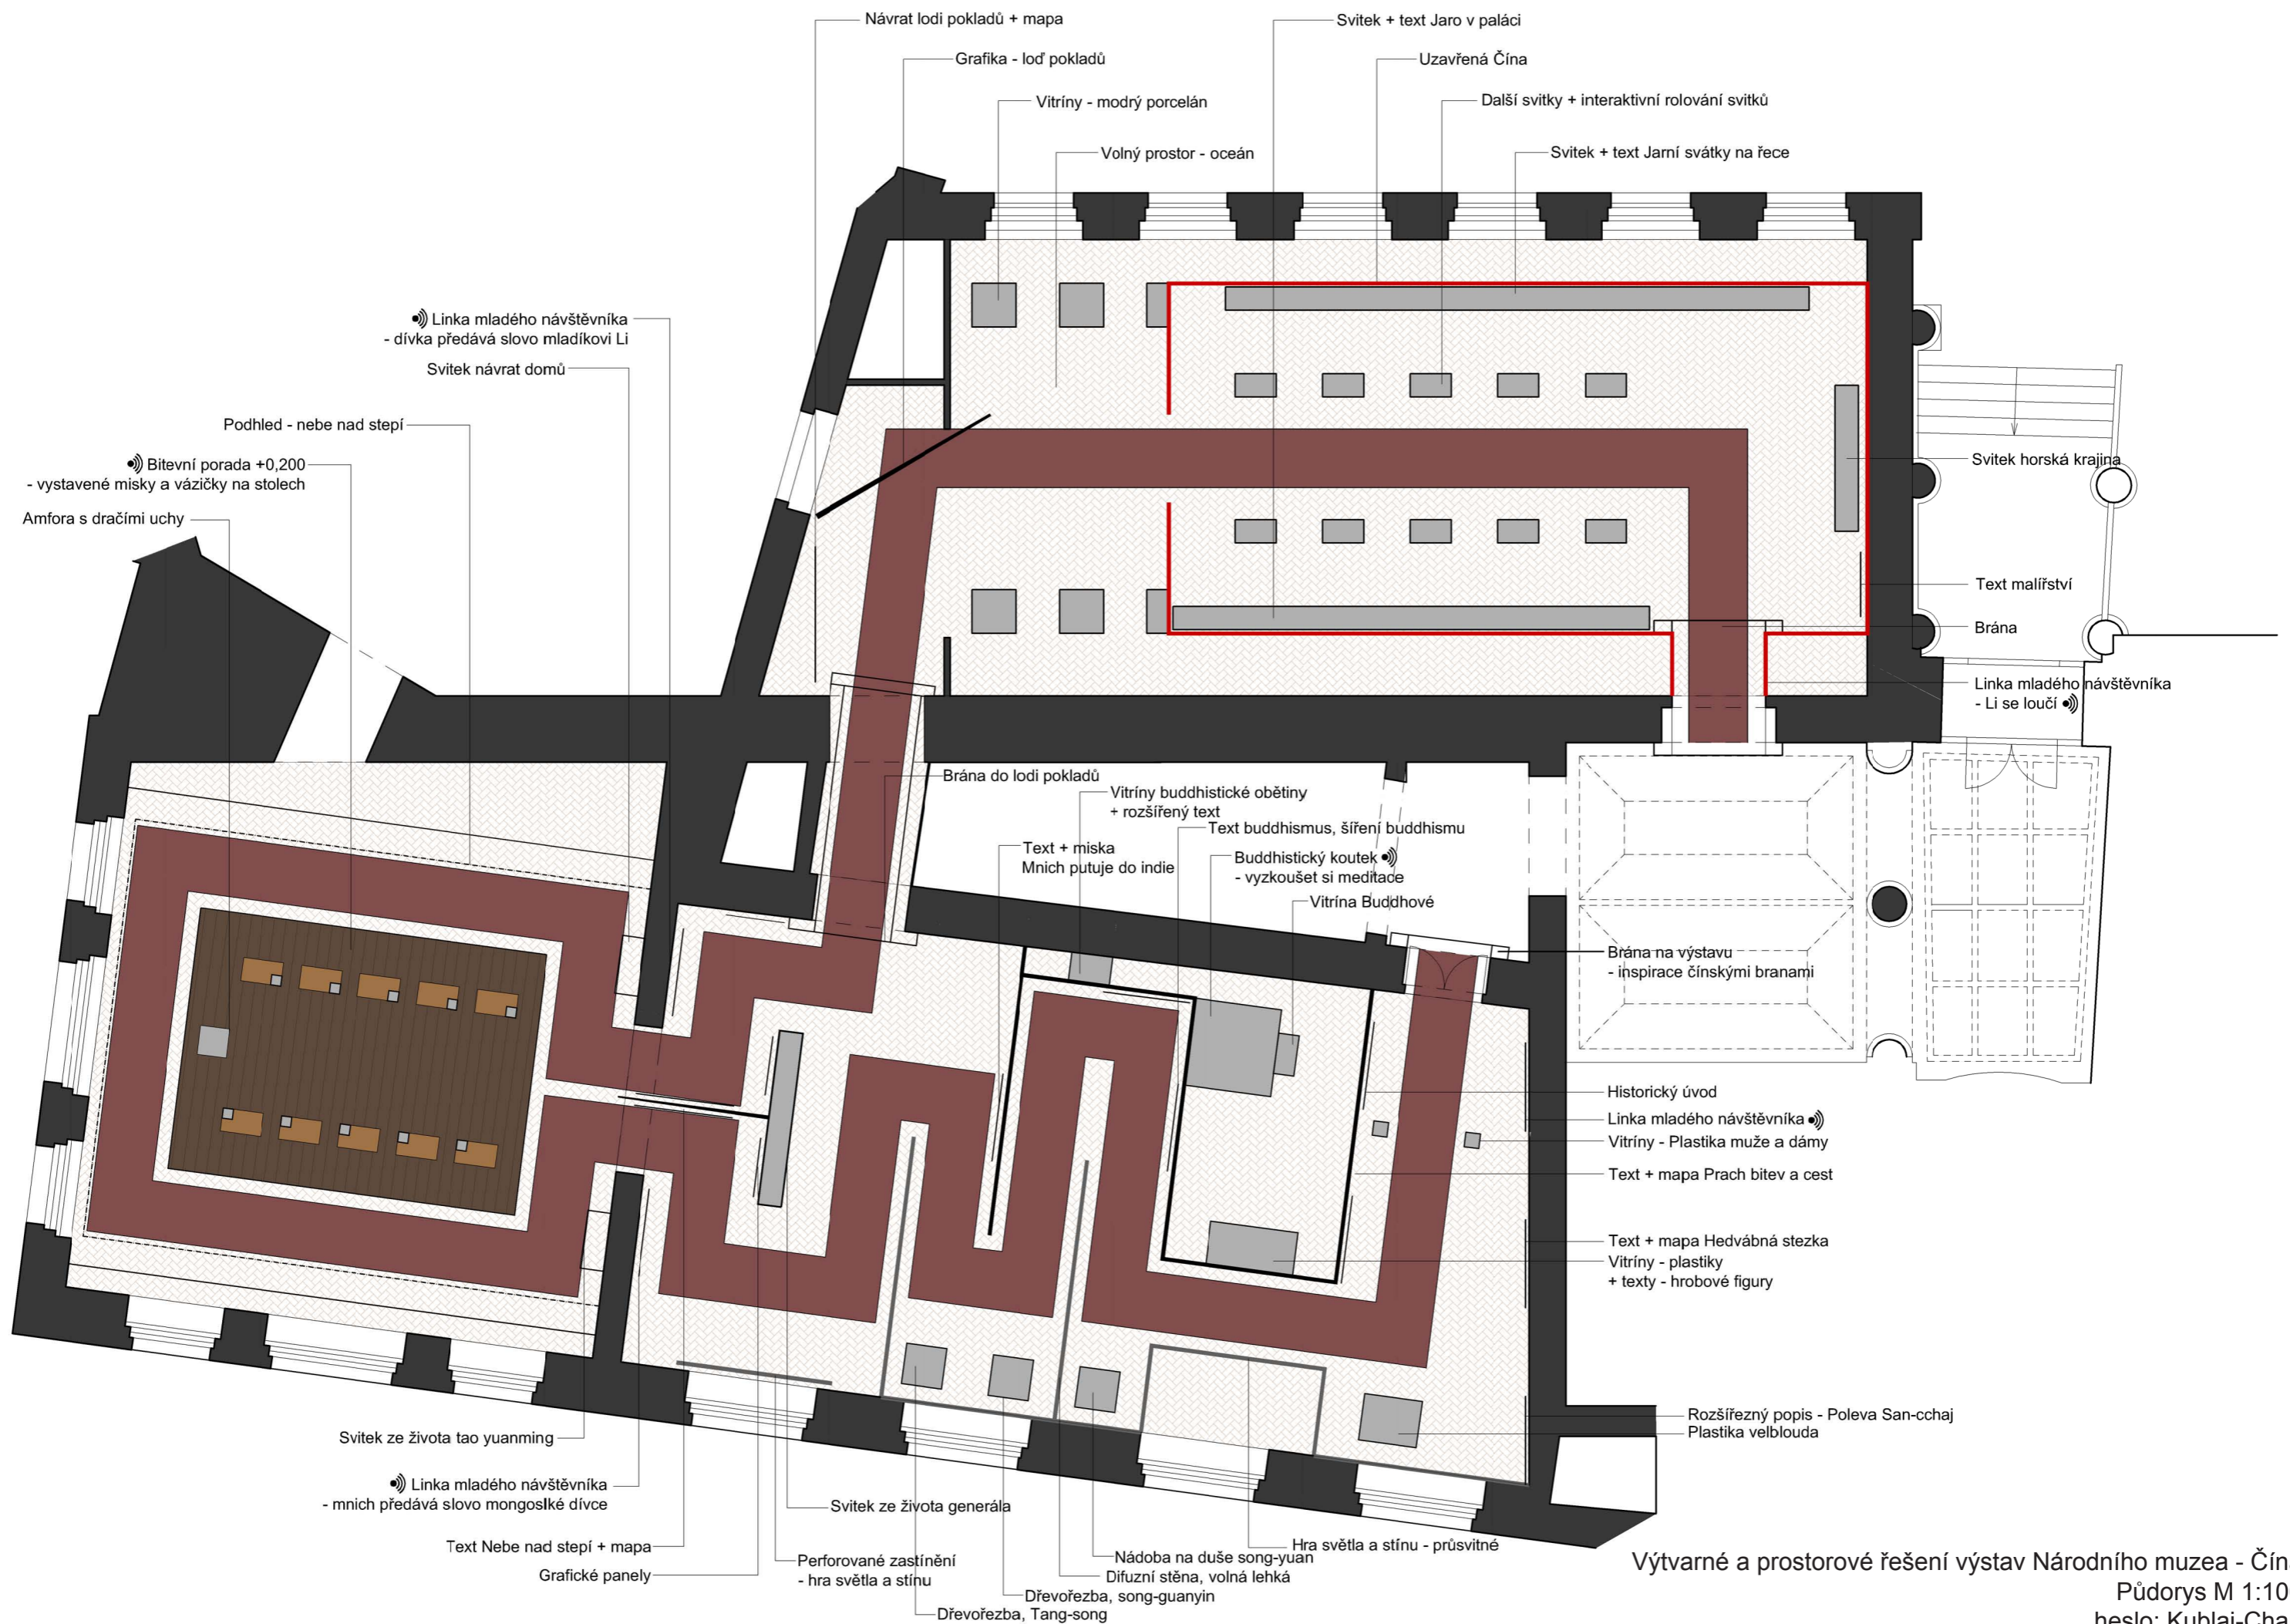 Návrat lodi pokladů + mapa
Svitek + text Jaro v paláci
Grafika - loď pokladů
Uzavřená Čína
Vitríny - modrý porcelán
Další svitky + interaktivní rolování svitků
Volný prostor - oceán
Svitek + text Jarní svátky na řece
Linka mladého návštěvníka
- dívka předává slovo mladíkovi Li
Svitek návrat domů
Podhled - nebe nad stepí
Bitevní porada +0,200
- vystavené misky a vázičky na stolech
Amfora s dračími uchy
Svitek horská krajina
Text malířství
Brána
Linka mladého návštěvníka
- Li se loučí
Brána do lodi pokladů
Vitríny buddhistické obětiny
+ rozšířený text
Text buddhismus, šíření buddhismu
Text + miska
Mnich putuje do indie
Buddhistický koutek
- vyzkoušet si meditace
Vitrína Buddhové
Brána na výstavu
- inspirace čínskými branami
Historický úvod
Linka mladého návštěvníka
Vitríny - Plastika muže a dámy
Text + mapa Prach bitev a cest
Text + mapa Hedvábná stezka
Vitríny - plastiky
+ texty - hrobové figury
Rozšířezný popis - Poleva San-cchaj
Plastika velblouda
Svitek ze života tao yuanming
Linka mladého návštěvníka
- mnich předává slovo mongoslké dívce
Svitek ze života generála
Text Nebe nad stepí + mapa
Grafické panely
Perforované zastínění
- hra světla a stínu
Hra světla a stínu - průsvitné
Nádoba na duše song-yuan
Difuzní stěna, volná lehká
Dřevořezba, song-guanyin
Dřevořezba, Tang-song
Výtvarné a prostorové řešení výstav Národního muzea - Čín
Půdorys M 1:10
heslo: Kublaj-Cha